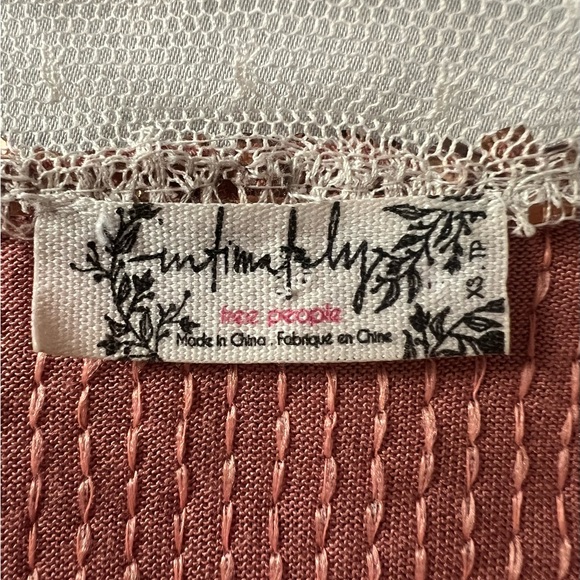 intimately
free people
Made in China . Fabriqué en Chine
XS . TP